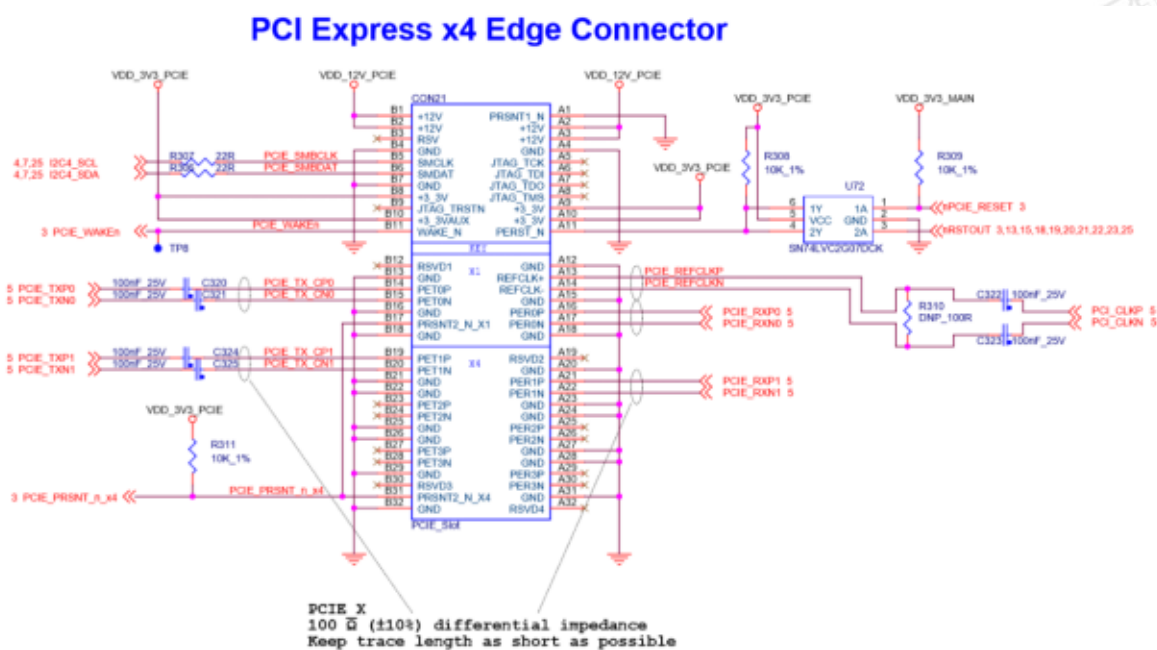 PCI Express x4 Edge Connector
VDD_3V3_PCIE
VDD_12V_PCIE
VDD_12V_PCIE
VDD_3V3_PCIE
VDD_3V3_MAIN
CON21
B1 +12V PRSNT1_N A1
B2 +12V +12V A2
B3 RSV +12V A3
B4 GND GND A4
B5 SMCLK JTAG_TCK A5
B6 SMDAT JTAG_TDI A6
B7 GND JTAG_TDO A7
B8 +3_3V JTAG_TMS A8
B9 JTAG_TRSTN +3_3V A9
B10 +3_3VAUX +3_3V A10
B11 WAKE_N PERST_N A11
4,7,25 I2C4_SCL R307 22R PCIE_SMBCLK
4,7,25 I2C4_SDA 22R PCIE_SMBDAT
3 PCIE_WAKEn PCIE_WAKEn
TP8
VDD_3V3_PCIE
R308
10K_1%
R309
10K_1%
U72
6 1Y 1A 1 nPCIE_RESET 3
5 VCC GND 2
4 2Y 2A 3 nRSTOUT 3,13,15,18,19,20,21,22,23,25
SN74LVC2G07DCK
X1
B12 RSVD1 GND A12
B13 GND REFCLK+ A13
B14 PET0P REFCLK- A14
B15 PET0N GND A15
B16 GND PER0P A16
B17 PRSNT2_N_X1 PER0N A17
B18 GND GND A18
5 PCIE_TXP0 100nF_25V C320 PCIE_TX_CP0
5 PCIE_TXN0 100nF_25V C321 PCIE_TX_CN0
PCIE_REFCLKP
PCIE_REFCLKN
PCIE_RXP0 5
PCIE_RXN0 5
R310
DNP_100R
C322 100nF_25V
C323 100nF_25V
PCI_CLKP 5
PCI_CLKN 5
X4
B19 PET1P RSVD2 A19
B20 PET1N GND A20
B21 GND PER1P A21
B22 GND PER1N A22
B23 PET2P GND A23
B24 PET2N GND A24
B25 GND PER2P A25
B26 GND PER2N A26
B27 PET3P GND A27
B28 PET3N GND A28
B29 GND PER3P A29
B30 RSVD3 PER3N A30
B31 PRSNT2_N_X4 GND A31
B32 GND RSVD4 A32
PCIE_Slot
5 PCIE_TXP1 100nF_25V C324 PCIE_TX_CP1
5 PCIE_TXN1 100nF_25V C325 PCIE_TX_CN1
PCIE_RXP1 5
PCIE_RXN1 5
VDD_3V3_PCIE
R311
10K_1%
3 PCIE_PRSNT_n_x4 PCIE_PRSNT_n_x4
PCIE_X
100 Ω (±10%) differential impedance
Keep trace length as short as possible